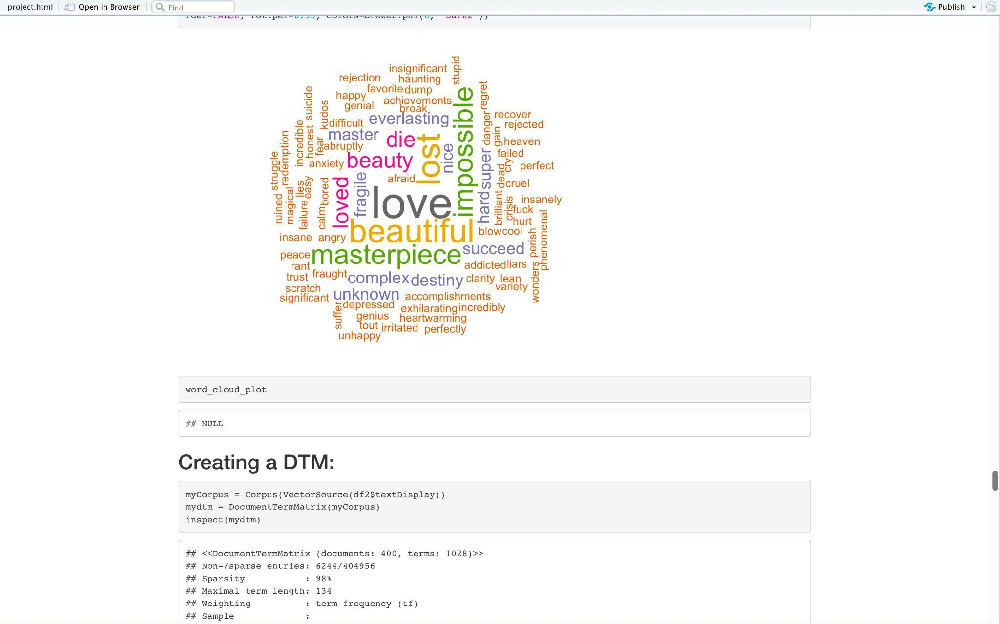 project.html Open in Browser Find Publish
rder=FALSE, rot.per=0.35, colors=brewer.pal(8, "Dark2"))
stupid
insignificant
rejection haunting
favorite dump
regret
happy achievements
suicide
genial break
impossible
kudos
everlasting
recover
difficult
danger
rejected
incredible
honest
master
die
lost
gain
heaven
redemption
fear
abruptly
nice
failed
struggle
anxiety
beauty
super
cry
perfect
afraid
dead
cruel
lies
easy
bored
loved
fragile
love
hard
brilliant
crisis
insanely
ruined
magical
failure
calm
fuck
hurt
insane angry beautiful blow cool
perish
phenomenal
peace masterpiece succeed
rant addicted liars
trust fraught complex destiny clarity lean
wonders
scratch variety
significant unknown accomplishments
suffer
depressed exhilarating incredibly
genius heartwarming
tout irritated perfectly
unhappy
word_cloud_plot
## NULL
Creating a DTM:
myCorpus = Corpus(VectorSource(df2$textDisplay))
mydtm = DocumentTermMatrix(myCorpus)
inspect(mydtm)
## <<DocumentTermMatrix (documents: 400, terms: 1028)>>
## Non-/sparse entries: 6244/404956
## Sparsity           : 98%
## Maximal term length: 134
## Weighting          : term frequency (tf)
## Sample             :